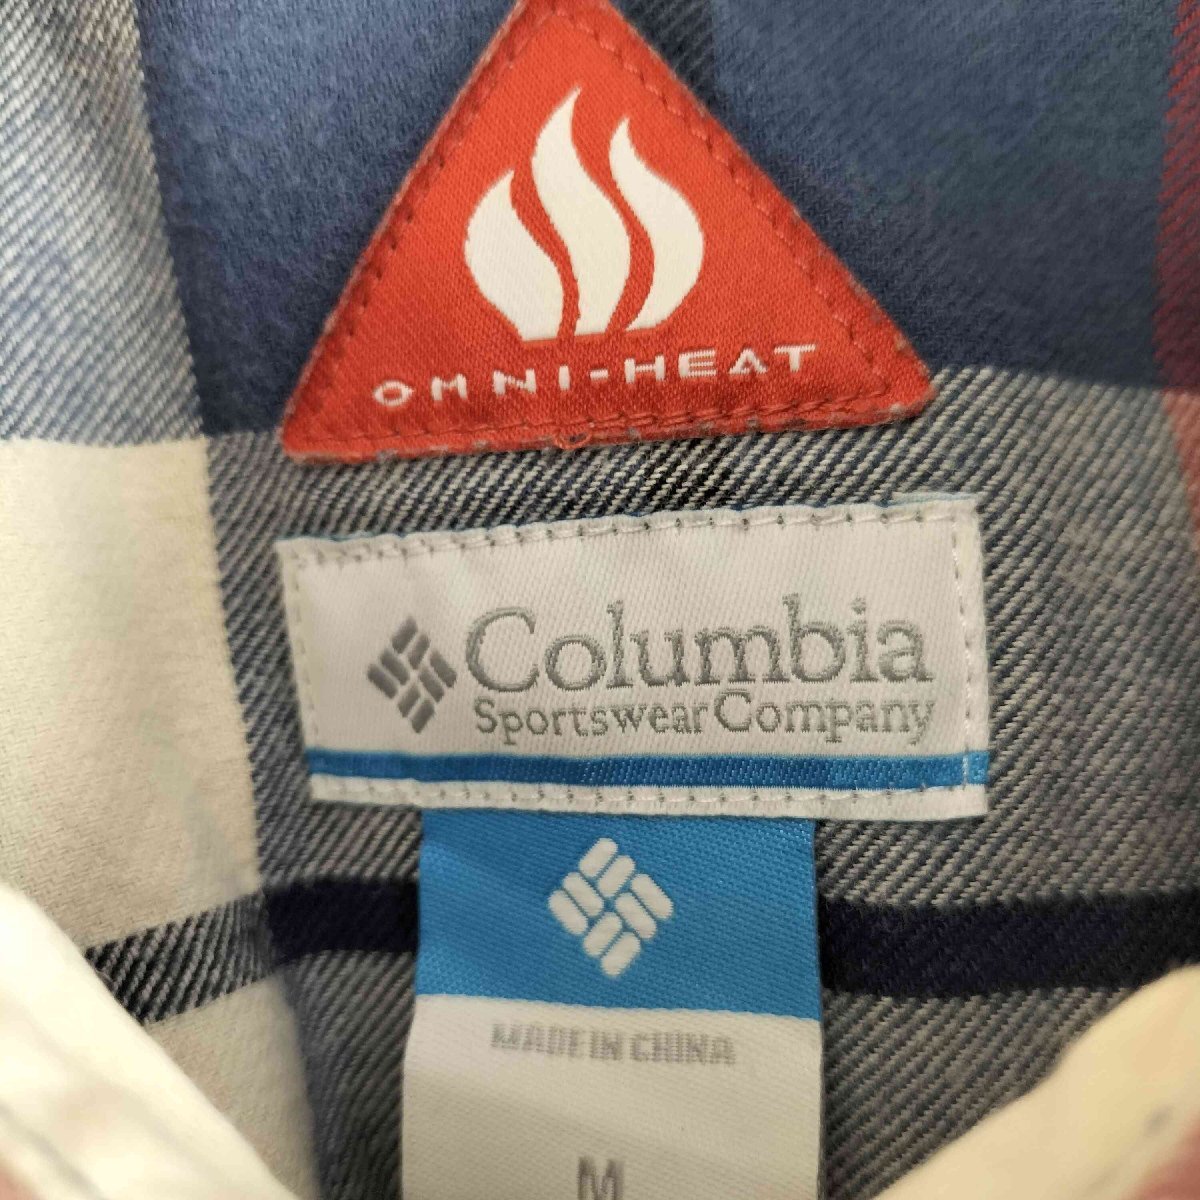 OMNI-HEAT
Columbia
Sportswear Company
MADE IN CHINA
M